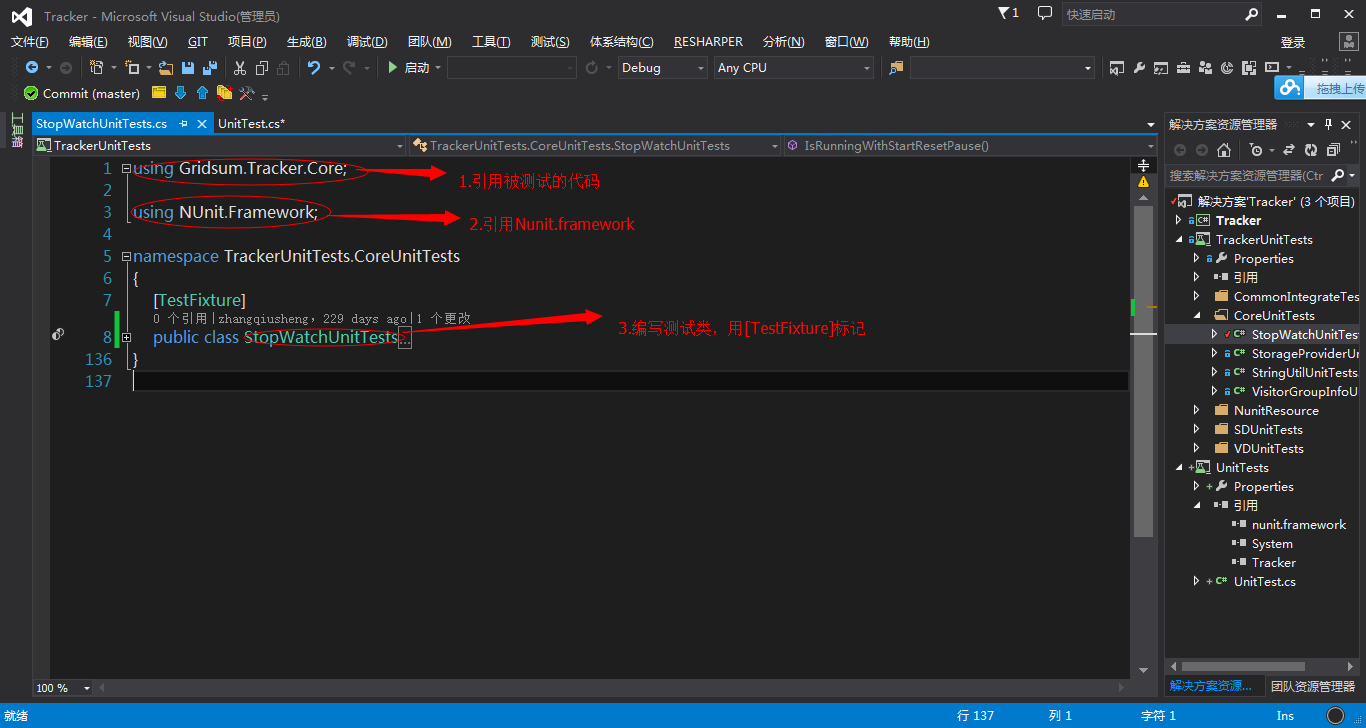 Tracker - Microsoft Visual Studio(管理员)
1
快速启动
文件(F) 编辑(E) 视图(V) GIT 项目(P) 生成(B) 调试(D) 团队(M) 工具(T) 测试(S) 体系结构(C) RESHARPER 分析(N) 窗口(W) 帮助(H) 登录
启动 Debug Any CPU
Commit (master)
拖拽上传
工具箱
StopWatchUnitTests.cs UnitTest.cs*
TrackerUnitTests TrackerUnitTests.CoreUnitTests.StopWatchUnitTests IsRunningWithStartResetPause()
1 using Gridsum.Tracker.Core;
1.引用被测试的代码
2
3 using NUnit.Framework;
2.引用Nunit.framework
4
5 namespace TrackerUnitTests.CoreUnitTests
6 {
7 [TestFixture]
0 个引用|zhangqiusheng, 229 days ago|1 个更改
8 public class StopWatchUnitTests...
3.编写测试类，用[TestFixture]标记
136 }
137
100 %
解决方案资源管理器
搜索解决方案资源管理器(Ctr
解决方案'Tracker' (3 个项目)
C# Tracker
TrackerUnitTests
Properties
引用
CommonIntegrateTes
CoreUnitTests
C# StopWatchUnitTes
C# StorageProviderUn
C# StringUtilUnitTests.
C# VisitorGroupInfoU
NunitResource
SDUnitTests
VDUnitTests
UnitTests
Properties
引用
nunit.framework
System
Tracker
C# UnitTest.cs
解决方案资源... 团队资源管理器
就绪 行 137 列 1 字符 1 Ins